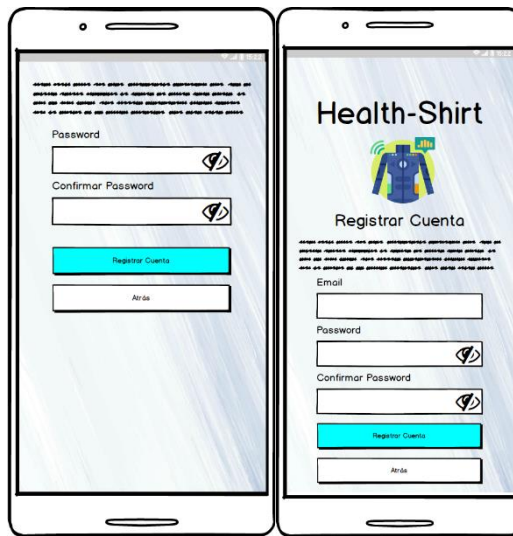 Password
Confirmar Password
Registrar Cuenta
Atrás
Health-Shirt
Registrar Cuenta
Email
Password
Confirmar Password
Registrar Cuenta
Atrás